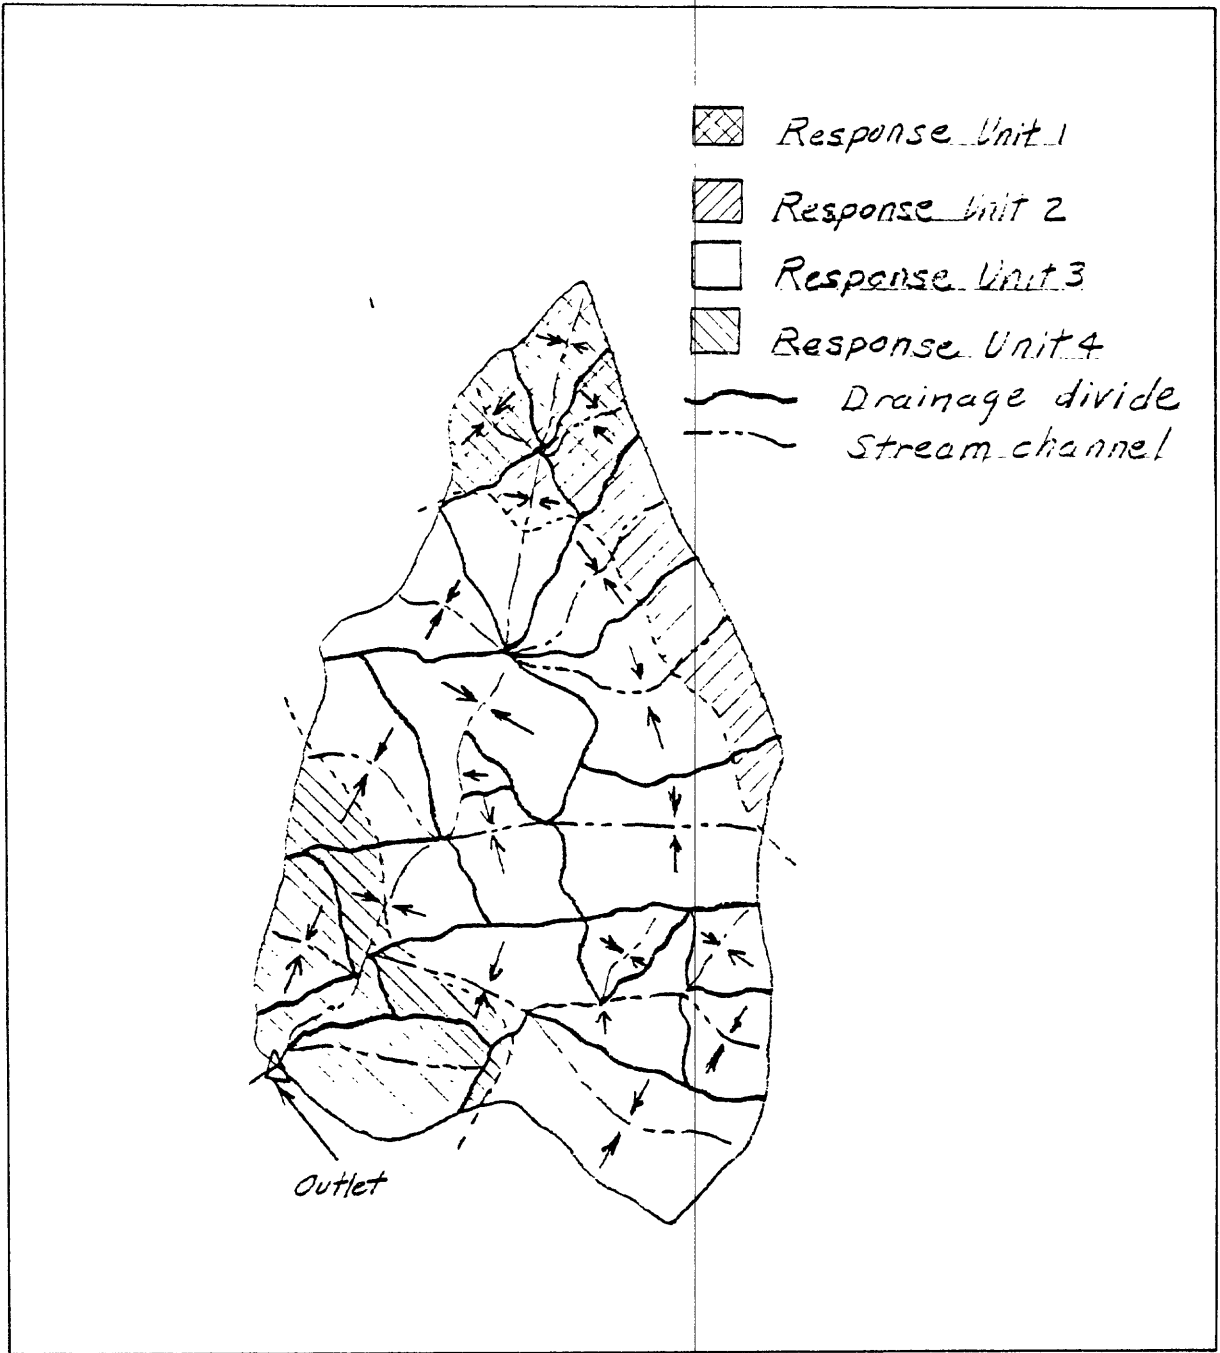 Response Unit 1
Response Unit 2
Response Unit 3
Response Unit 4
Drainage divide
Stream channel
Outlet